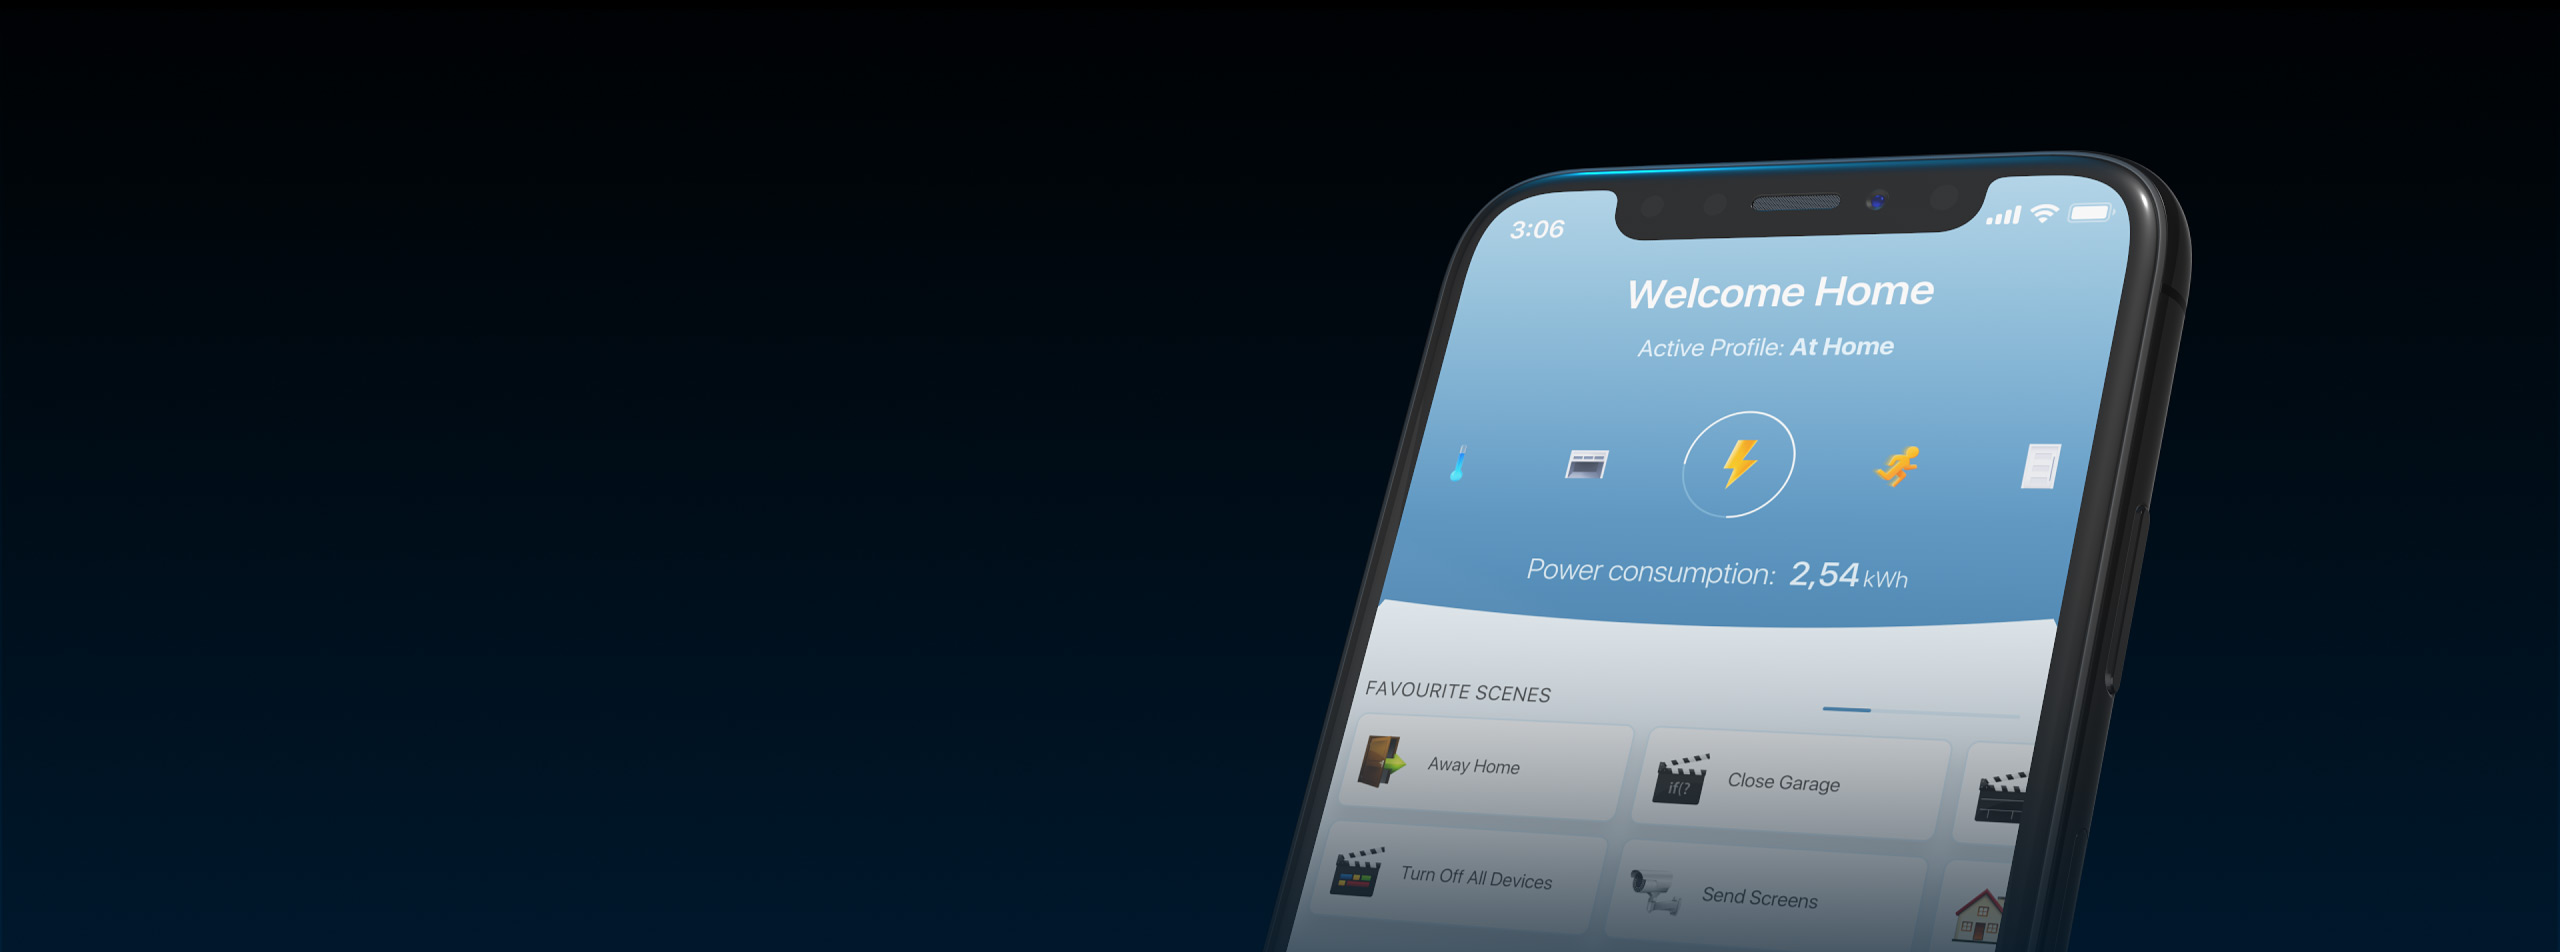 3:06
Welcome Home
Active Profile: At Home
Power consumption: 2,54 kWh
FAVOURITE SCENES
Away Home
if(?
Close Garage
Turn Off All Devices
Send Screens